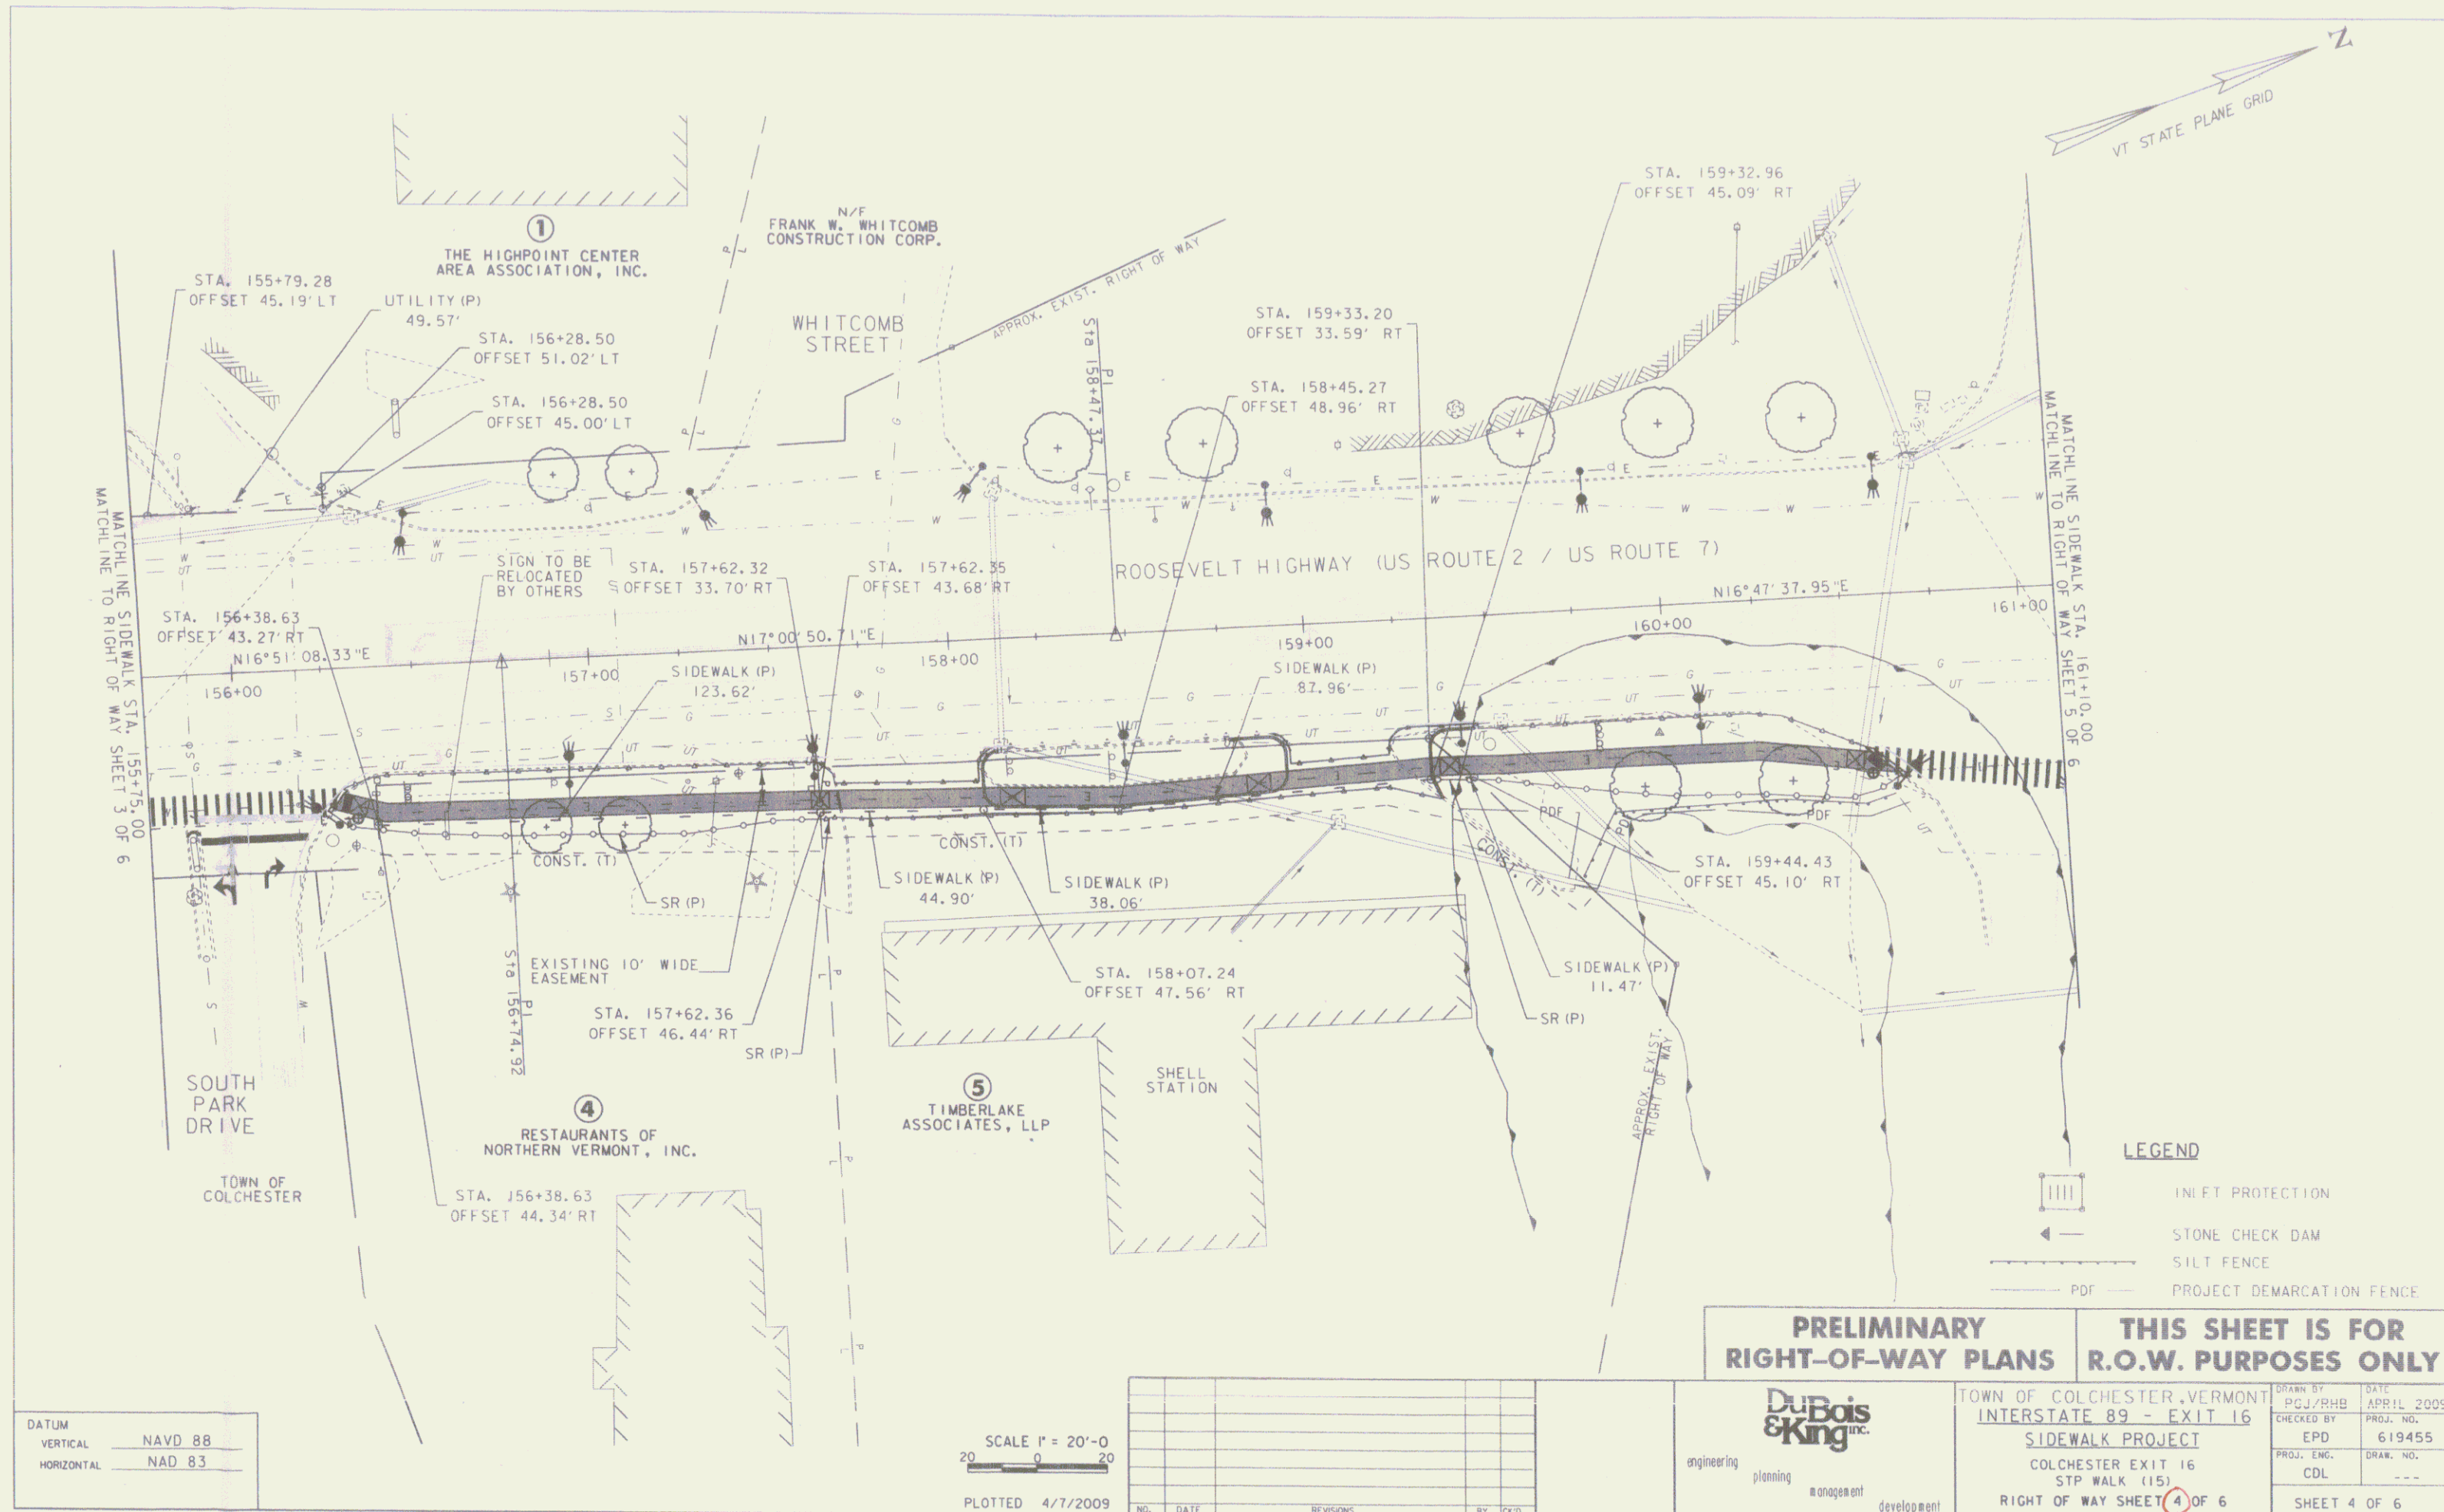 N
VT STATE PLANE GRID
STA. 159+32.96
OFFSET 45.09' RT
1
THE HIGHPOINT CENTER
AREA ASSOCIATION, INC.
N/F
FRANK W. WHITCOMB
CONSTRUCTION CORP.
P/L
APPROX. EXIST. RIGHT OF WAY
STA. 155+79.28
OFFSET 45.19' LT
UTILITY (P)
49.57'
STA. 156+28.50
OFFSET 51.02' LT
STA. 156+28.50
OFFSET 45.00' LT
WHITCOMB
STREET
PI
Sta 158+47.37
STA. 159+33.20
OFFSET 33.59' RT
STA. 158+45.27
OFFSET 48.96' RT
MATCHLINE SIDEWALK STA. 155+75.00
MATCHLINE TO RIGHT OF WAY SHEET 3 OF 6
MATCHLINE SIDEWALK STA. 161+10.00
MATCHLINE TO RIGHT OF WAY SHEET 5 OF 6
SIGN TO BE
RELOCATED
BY OTHERS
STA. 157+62.32
OFFSET 33.70' RT
STA. 157+62.35
OFFSET 43.68' RT
ROOSEVELT HIGHWAY (US ROUTE 2 / US ROUTE 7)
STA. 156+38.63
OFFSET 43.27' RT
N16°51'08.33"E
N17°00'50.71"E
N16°47'37.95"E
156+00
157+00
158+00
159+00
160+00
161+00
SIDEWALK (P)
123.62'
SIDEWALK (P)
87.96'
CONST. (T)
CONST. (T)
CONST. (T)
PDF
PDF
PDF
SR (P)
SIDEWALK (P)
44.90'
SIDEWALK (P)
38.06'
STA. 159+44.43
OFFSET 45.10' RT
EXISTING 10' WIDE
EASEMENT
PI
Sta 156+74.92
STA. 157+62.36
OFFSET 46.44' RT
SR (P)
STA. 158+07.24
OFFSET 47.56' RT
SIDEWALK (P)
11.47'
SR (P)
APPROX. EXIST.
RIGHT OF WAY
SHELL
STATION
SOUTH
PARK
DRIVE
TOWN OF
COLCHESTER
4
RESTAURANTS OF
NORTHERN VERMONT, INC.
5
TIMBERLAKE
ASSOCIATES, LLP
STA. 156+38.63
OFFSET 44.34' RT
LEGEND
INLET PROTECTION
STONE CHECK DAM
SILT FENCE
PDF
PROJECT DEMARCATION FENCE
PRELIMINARY
RIGHT-OF-WAY PLANS
THIS SHEET IS FOR
R.O.W. PURPOSES ONLY
DATUM
VERTICAL NAVD 88
HORIZONTAL NAD 83
SCALE 1" = 20'-0
20 0 20
PLOTTED 4/7/2009
NO. DATE REVISIONS BY CK'D
DuBois
&King inc.
engineering
planning
management
development
TOWN OF COLCHESTER, VERMONT
INTERSTATE 89 - EXIT 16
SIDEWALK PROJECT
COLCHESTER EXIT 16
STP WALK (15)
RIGHT OF WAY SHEET 4 OF 6
DRAWN BY
PGJ/RHB
DATE
APRIL 2009
CHECKED BY
EPD
PROJ. NO.
619455
PROJ. ENG.
CDL
DRAW. NO.
---
SHEET 4 OF 6